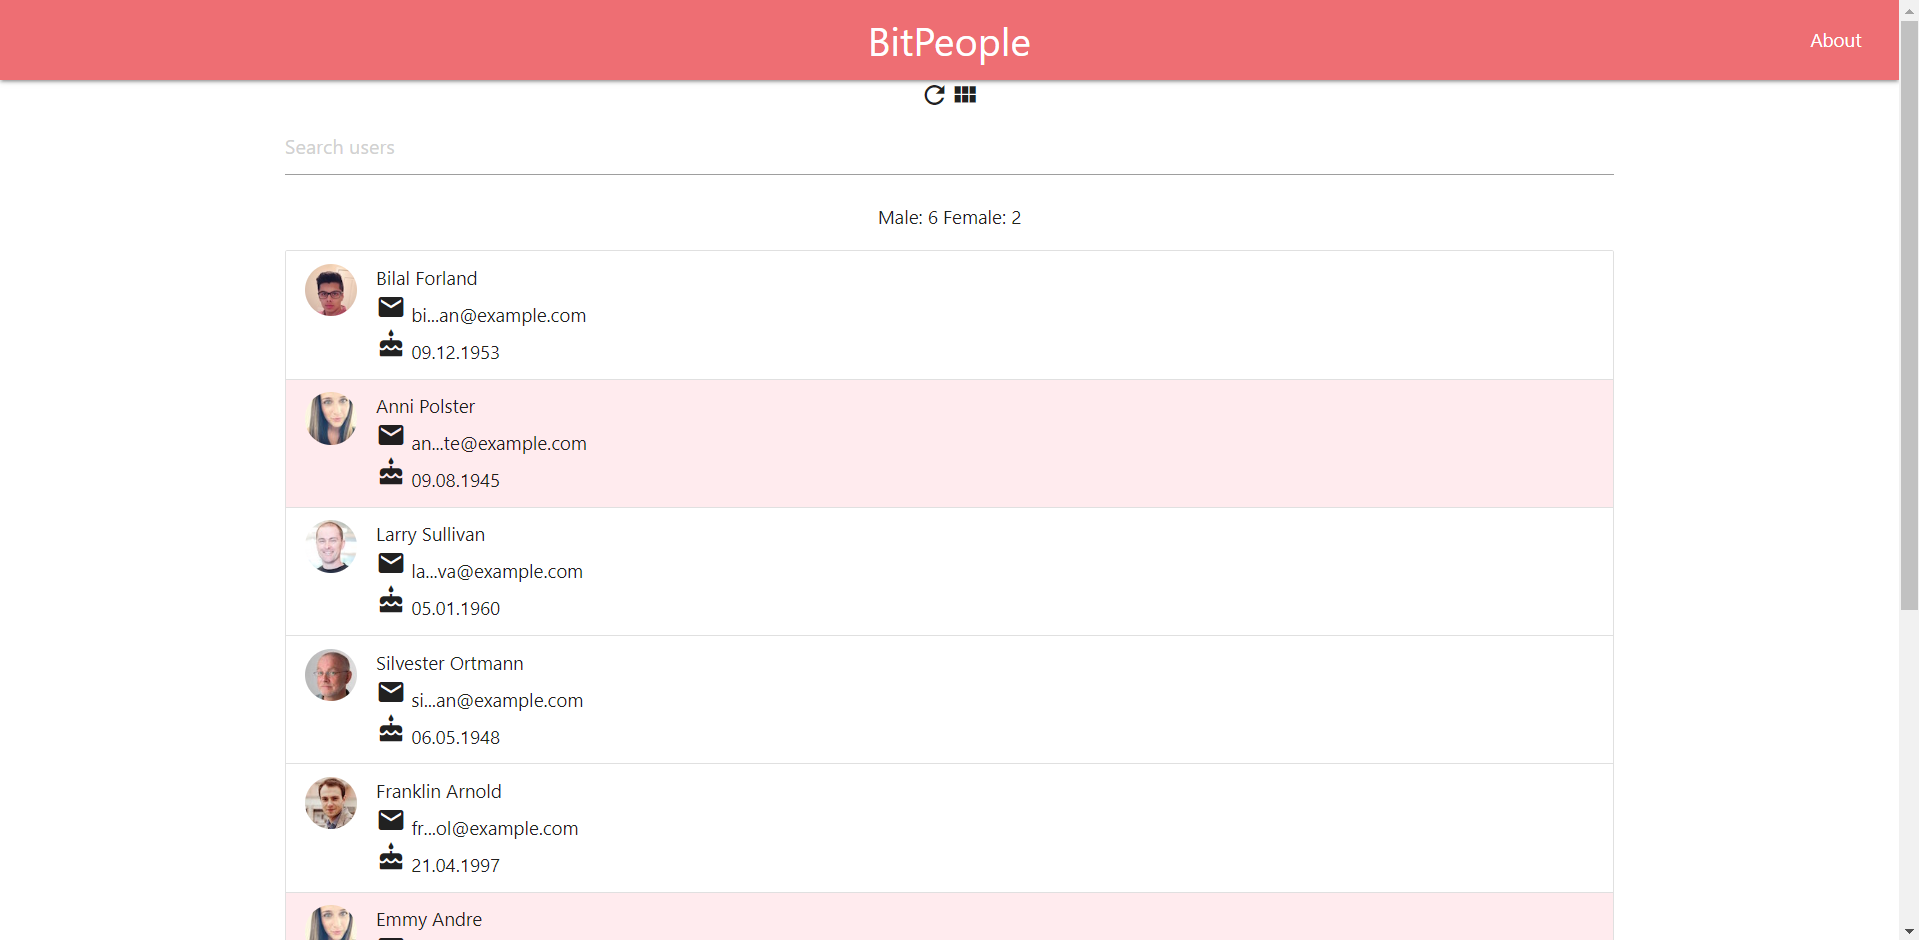 BitPeople
About
Search users
Male: 6 Female: 2
Bilal Forland
bi...an@example.com
09.12.1953
Anni Polster
an...te@example.com
09.08.1945
Larry Sullivan
la...va@example.com
05.01.1960
Silvester Ortmann
si...an@example.com
06.05.1948
Franklin Arnold
fr...ol@example.com
21.04.1997
Emmy Andre